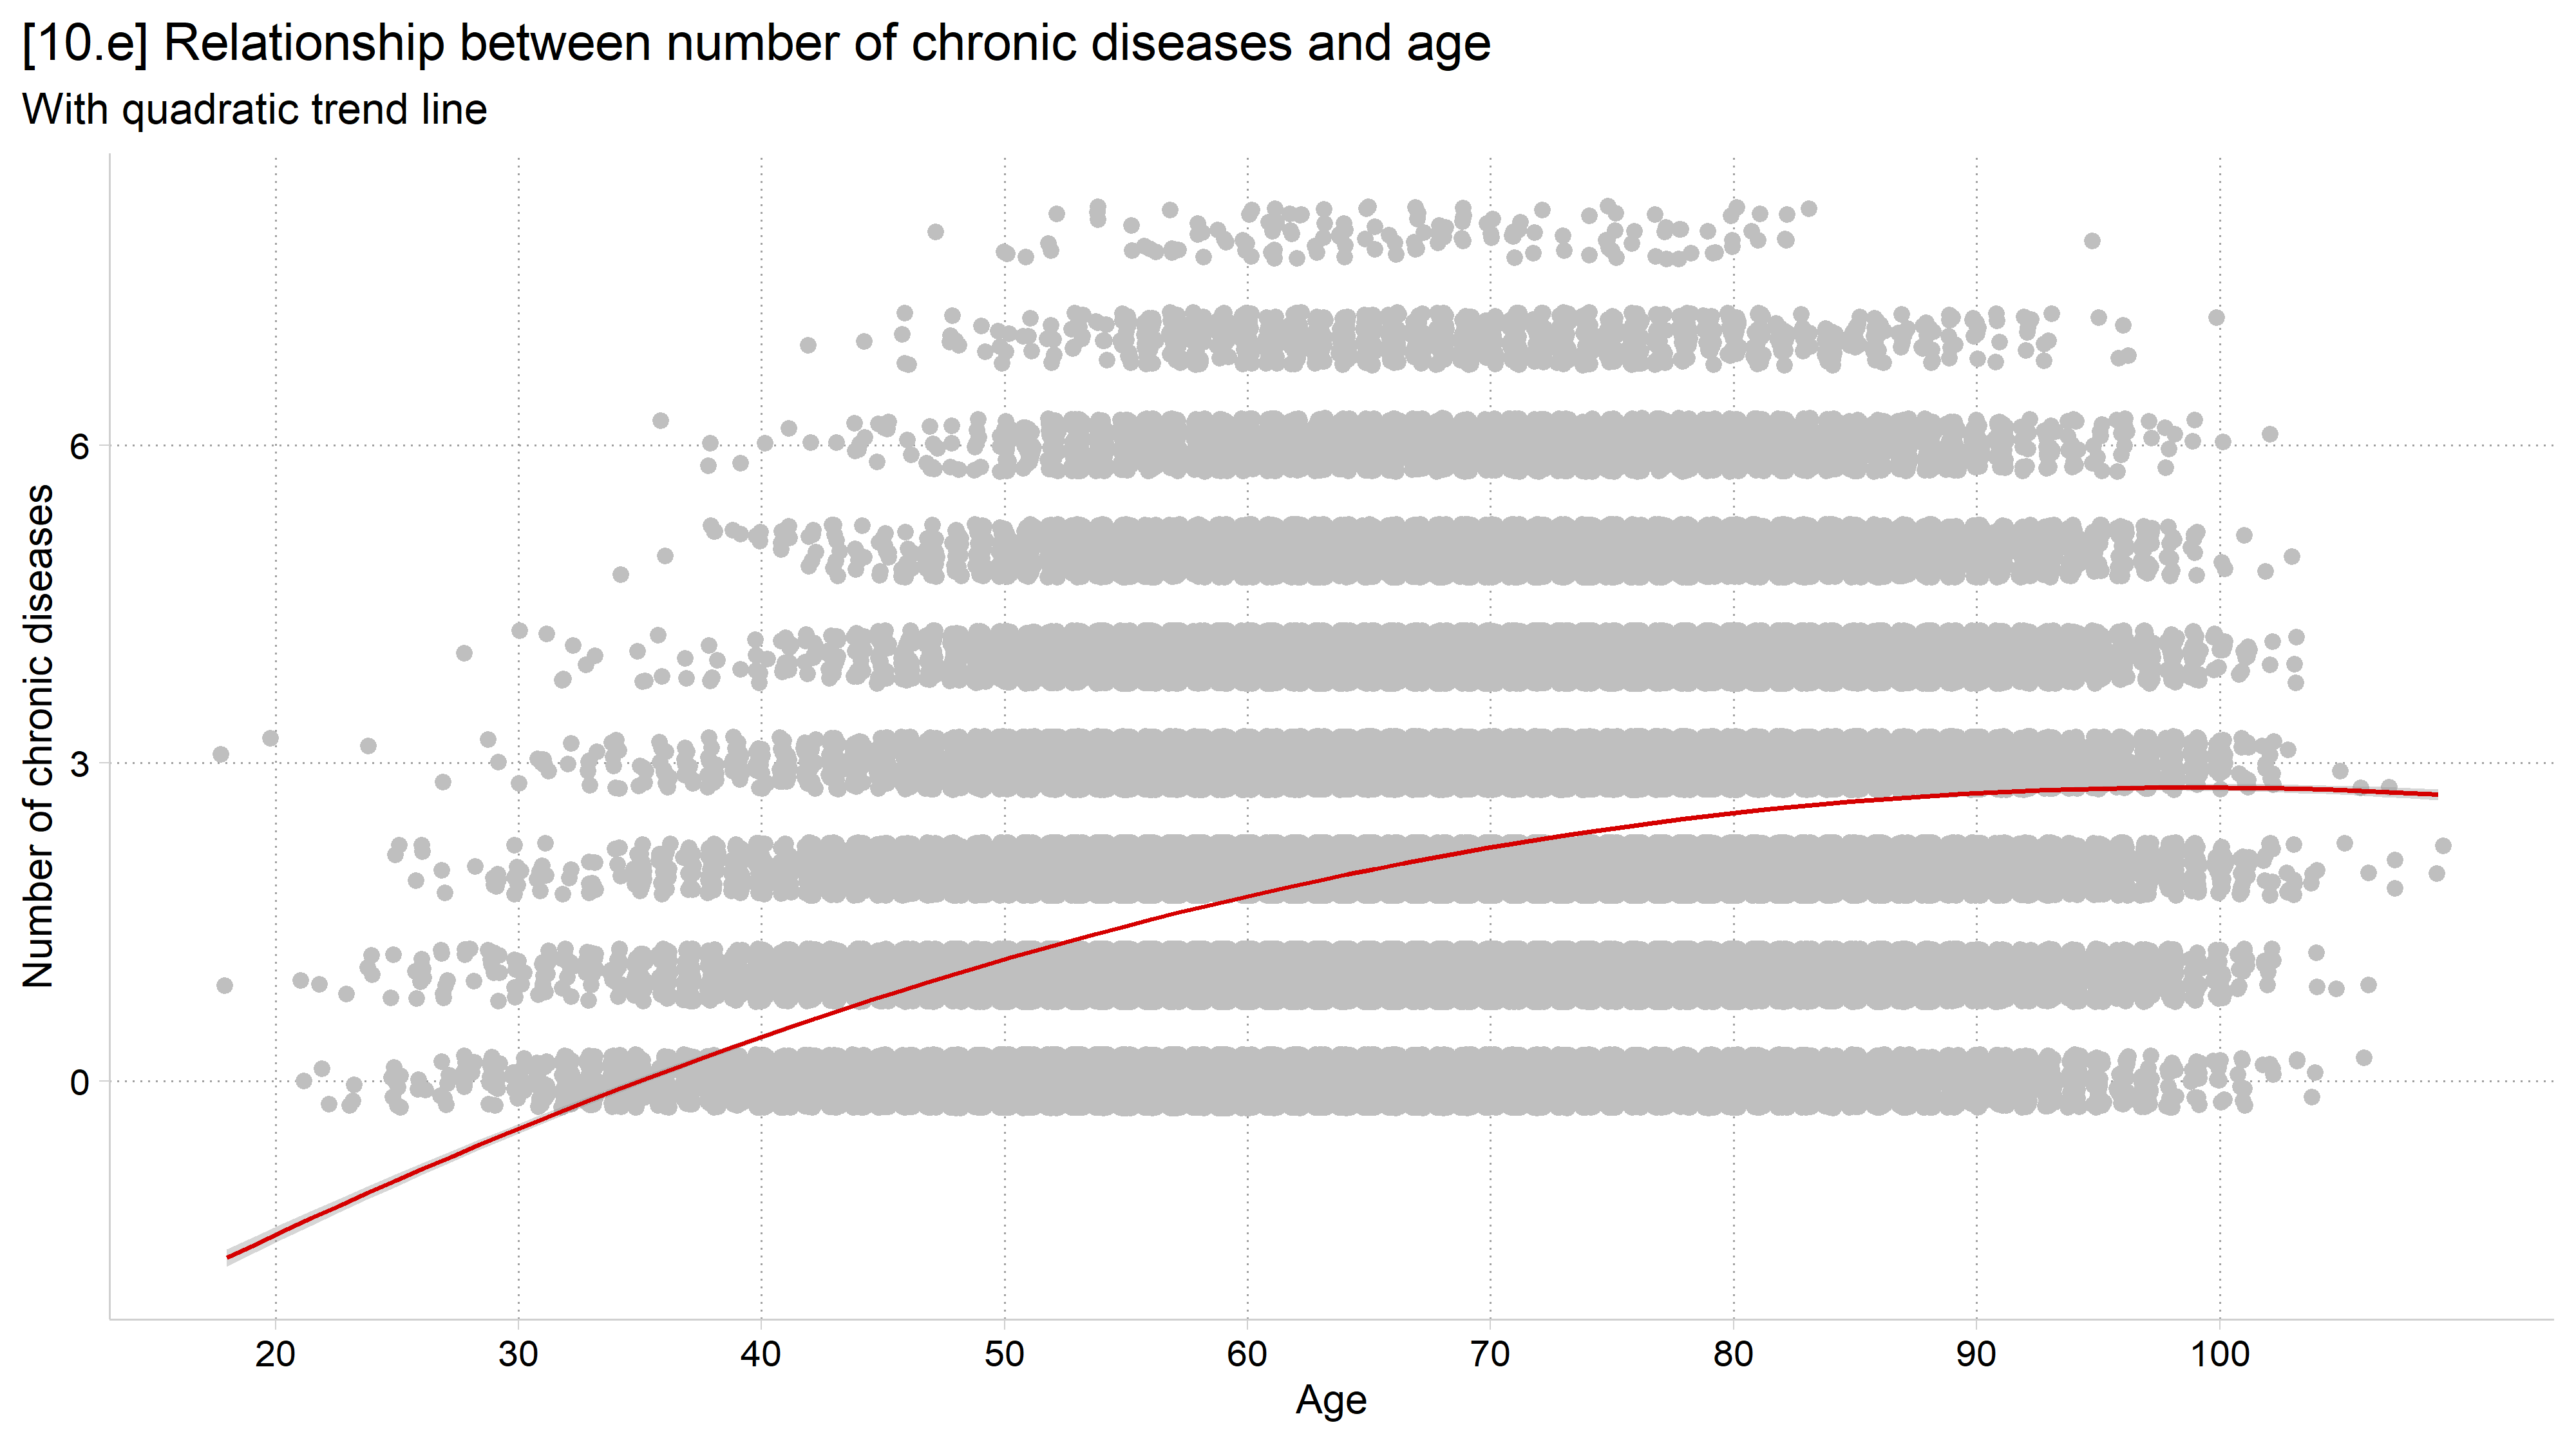 [10.e] Relationship between number of chronic diseases and age
With quadratic trend line
Number of chronic diseases
6
3
0
20 30 40 50 60 70 80 90 100
Age